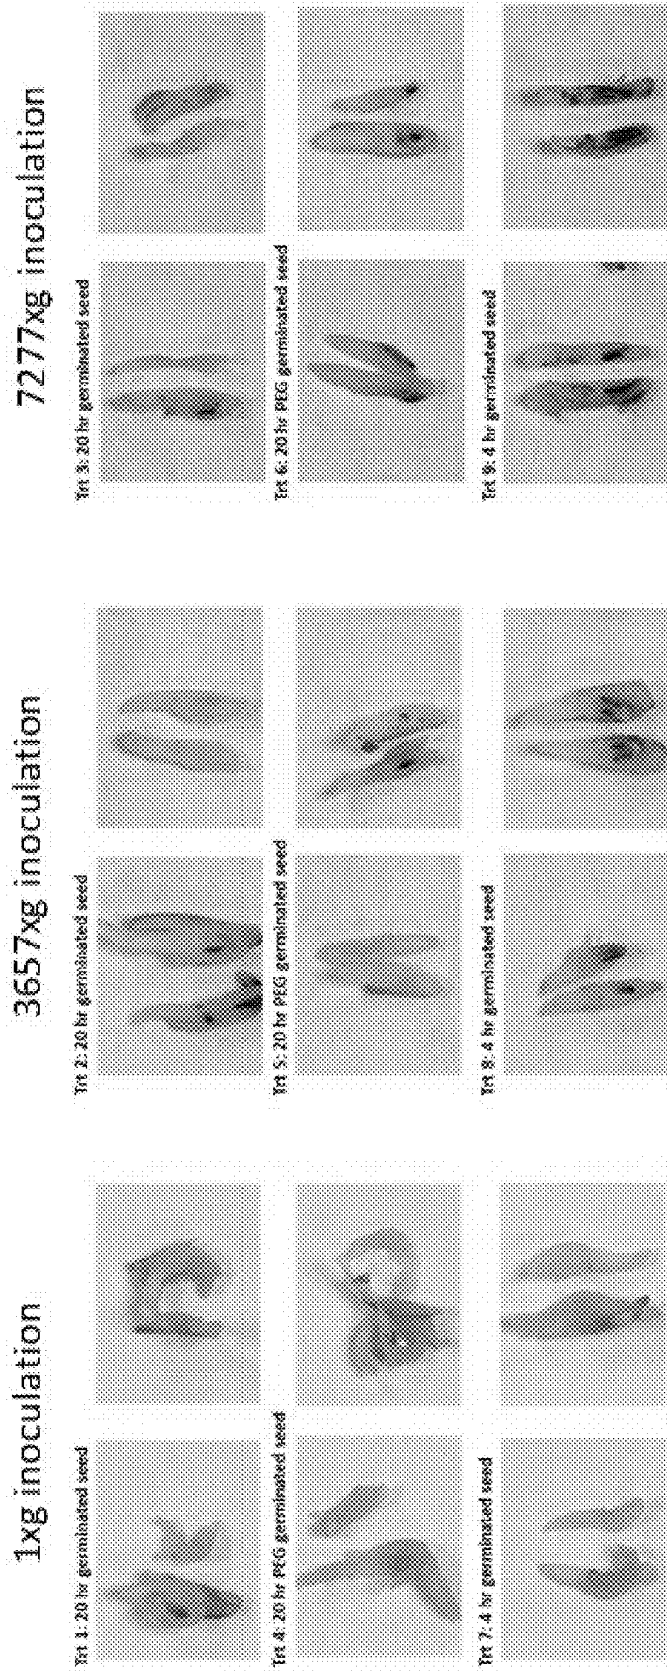 1xg inoculation
Trt 1: 20 hr germinated seed
Trt 4: 20 hr PEG germinated seed
Trt 7: 4 hr germinated seed
3657xg inoculation
Trt 2: 20 hr germinated seed
Trt 5: 20 hr PEG germinated seed
Trt 8: 4 hr germinated seed
7277xg inoculation
Trt 3: 20 hr germinated seed
Trt 6: 20 hr PEG germinated seed
Trt 9: 4 hr germinated seed